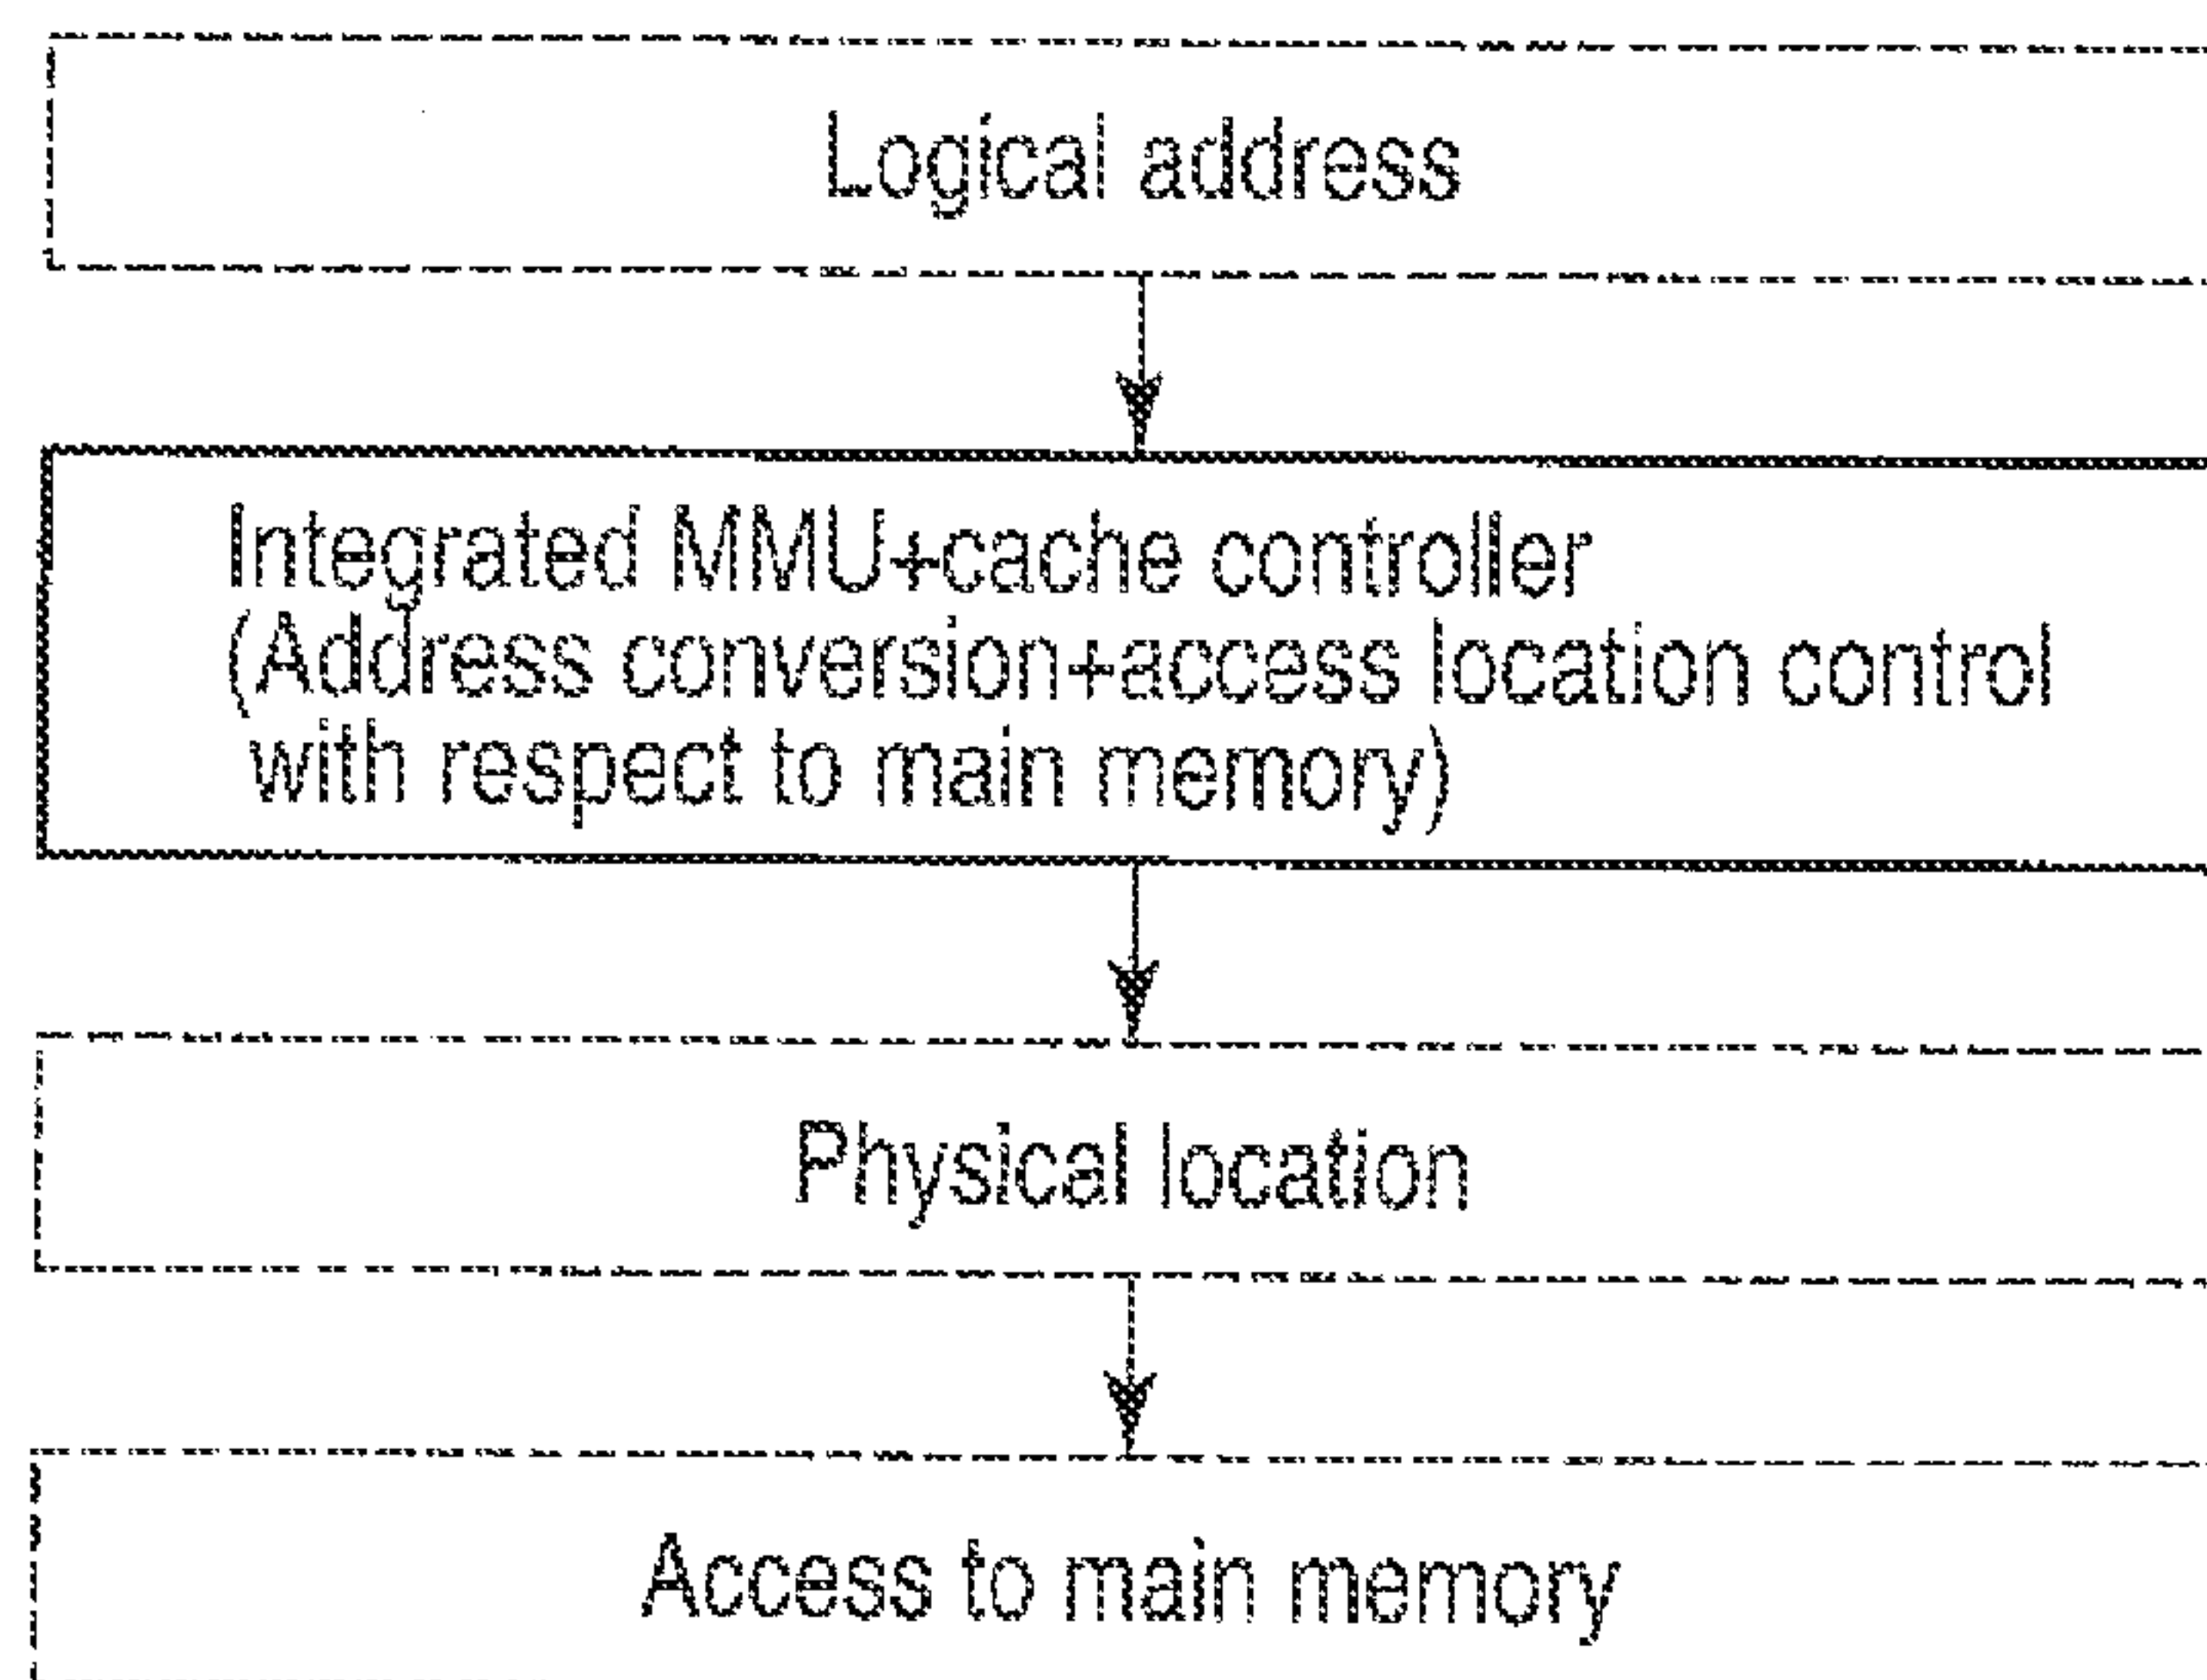 Logical address
Integrated MMU+cache controller
(Address conversion+access location control
with respect to main memory)
Physical location
Access to main memory